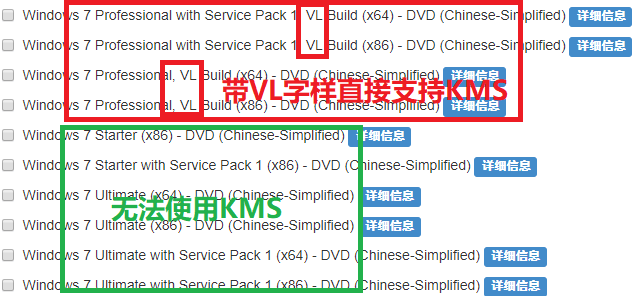 Windows 7 Professional with Service Pack 1, VL Build (x64) - DVD (Chinese-Simplified) 详细信息
Windows 7 Professional with Service Pack 1, VL Build (x86) - DVD (Chinese-Simplified) 详细信息
Windows 7 Professional, VL Build (x64) - DVD (Chinese-Simplified) 详细信息
带VL字样直接支持KMS
Windows 7 Professional, VL Build (x86) - DVD (Chinese-Simplified) 详细信息
Windows 7 Starter (x86) - DVD (Chinese-Simplified) 详细信息
Windows 7 Starter with Service Pack 1 (x86) - DVD (Chinese-Simplified) 详细信息
Windows 7 Ultimate (x64) - DVD (Chinese-Simplified) 详细信息
无法使用KMS
Windows 7 Ultimate (x86) - DVD (Chinese-Simplified) 详细信息
Windows 7 Ultimate with Service Pack 1 (x64) - DVD (Chinese-Simplified) 详细信息
Windows 7 Ultimate with Service Pack 1 (x86) - DVD (Chinese-Simplified) 详细信息